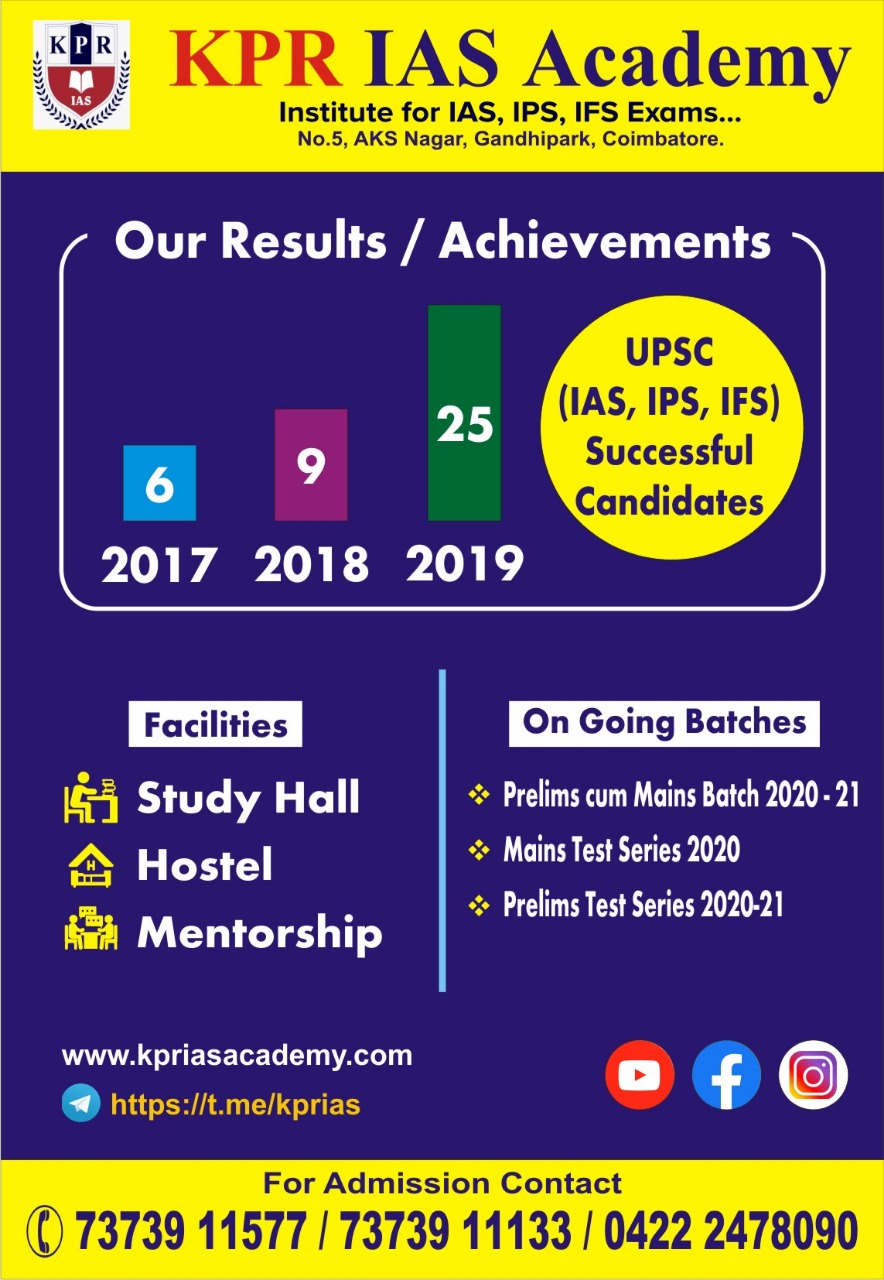 KPR
IAS
KPR IAS Academy
Institute for IAS, IPS, IFS Exams...
No.5, AKS Nagar, Gandhipark, Coimbatore.
Our Results / Achievements
6
9
25
2017 2018 2019
UPSC
(IAS, IPS, IFS)
Successful
Candidates
Facilities
Study Hall
H
Hostel
Mentorship
On Going Batches
Prelims cum Mains Batch 2020 - 21
Mains Test Series 2020
Prelims Test Series 2020-21
www.kpriasacademy.com
https://t.me/kprias
For Admission Contact
73739 11577 / 73739 11133 / 0422 2478090